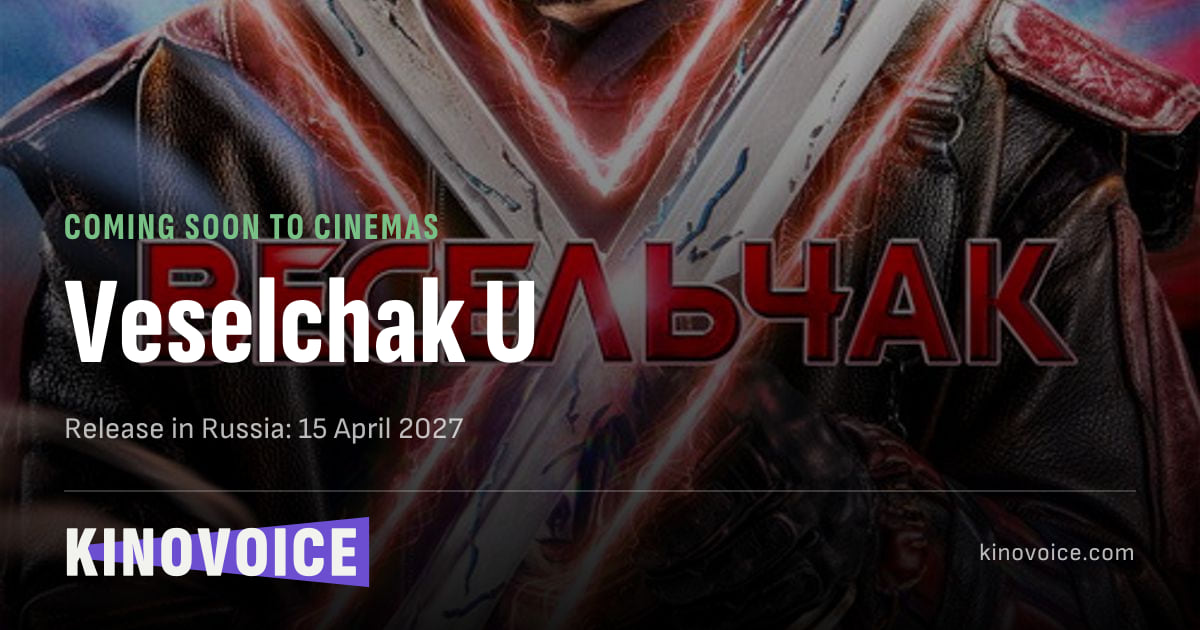 COMING SOON TO CINEMAS
ВЕСЕЛЬЧАК
Veselchak U
Release in Russia: 15 April 2027
KINOVOICE
kinovoice.com